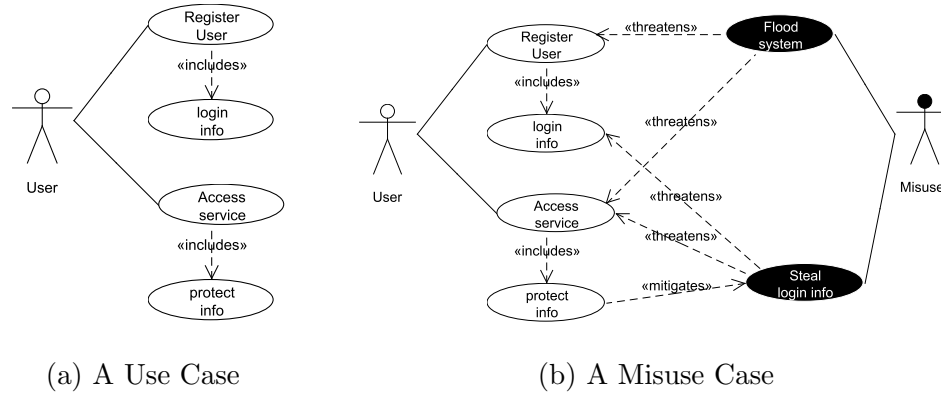 Register
User
«includes»
login
info
User
Access
service
«includes»
protect
info
(a) A Use Case
Register
User
«threatens»
Flood
system
«includes»
login
info
«threatens»
User
Misuse
Access
service
«threatens»
«threatens»
«includes»
Steal
login info
protect
info
«mitigates»
(b) A Misuse Case